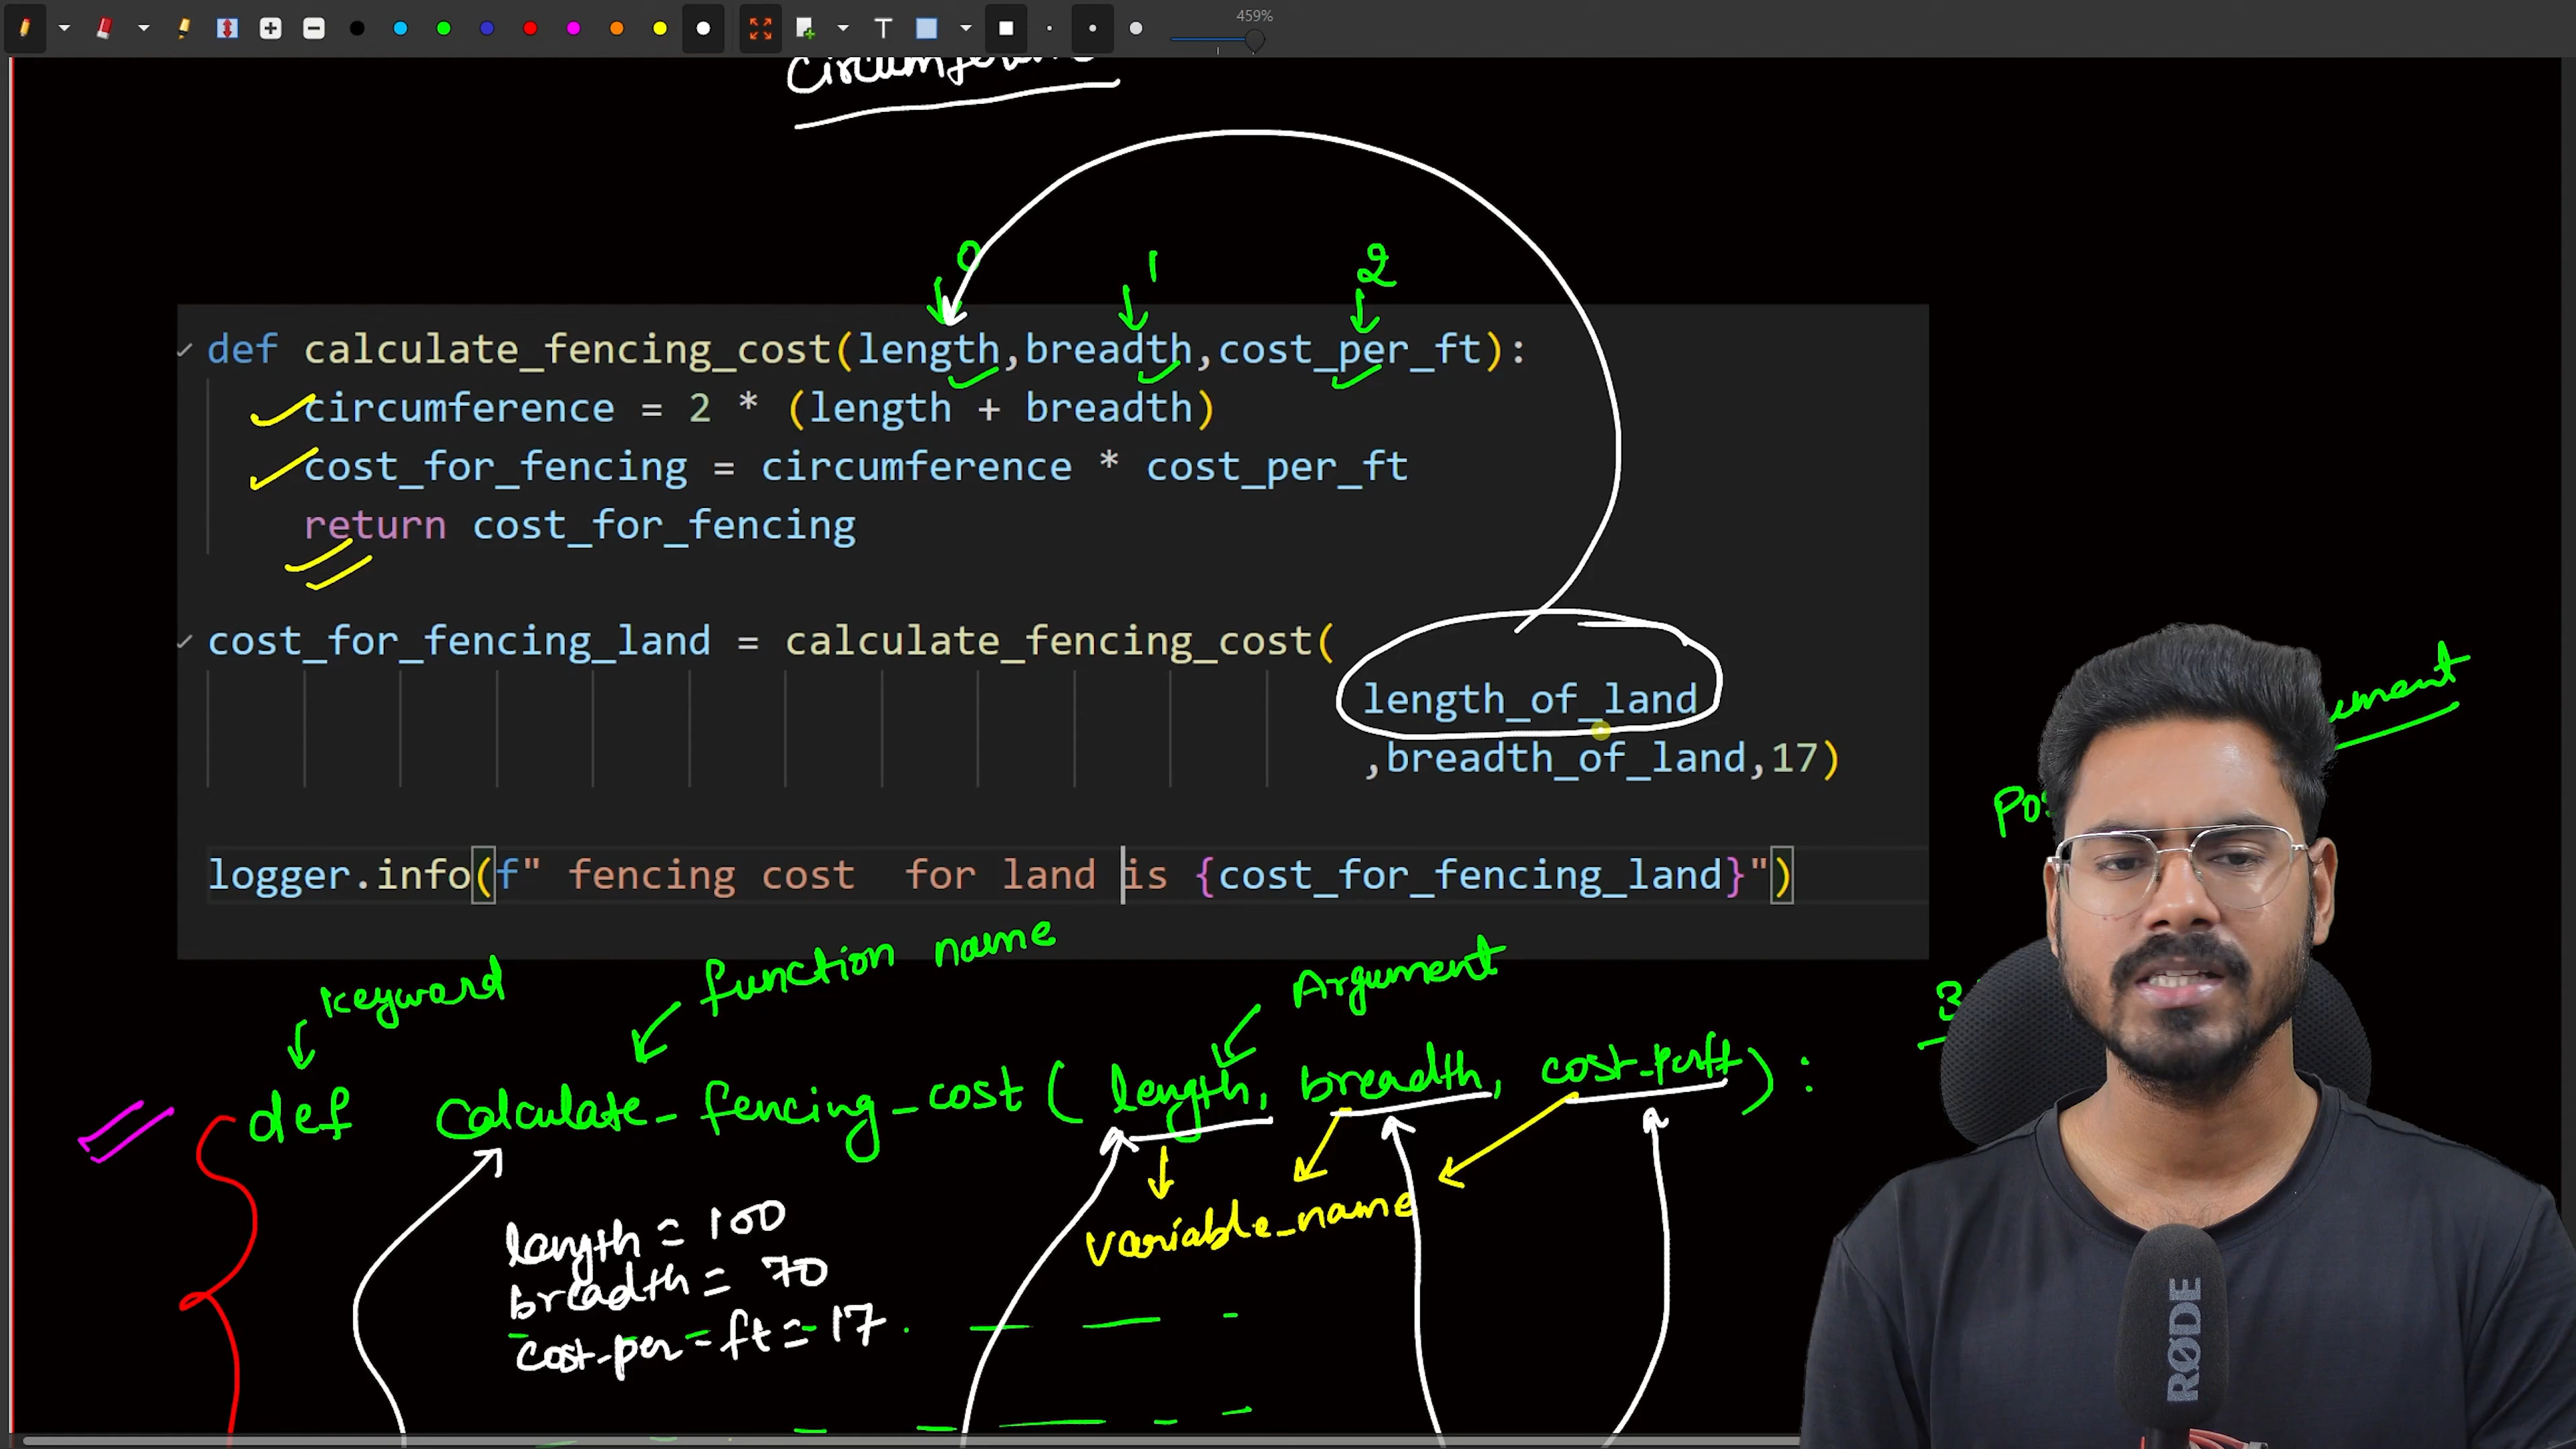 459%
0 1 2
def calculate_fencing_cost(length,breadth,cost_per_ft):
circumference = 2 * (length + breadth)
cost_for_fencing = circumference * cost_per_ft
return cost_for_fencing
cost_for_fencing_land = calculate_fencing_cost(
length_of_land
,breadth_of_land,17)
logger.info(f" fencing cost  for land is {cost_for_fencing_land}")
keyword function name Argument
def calculate_fencing_cost( length, breadth, cost_perft ):
variable_name
length = 100
breadth = 70
cost_per_ft = 17
RØDE